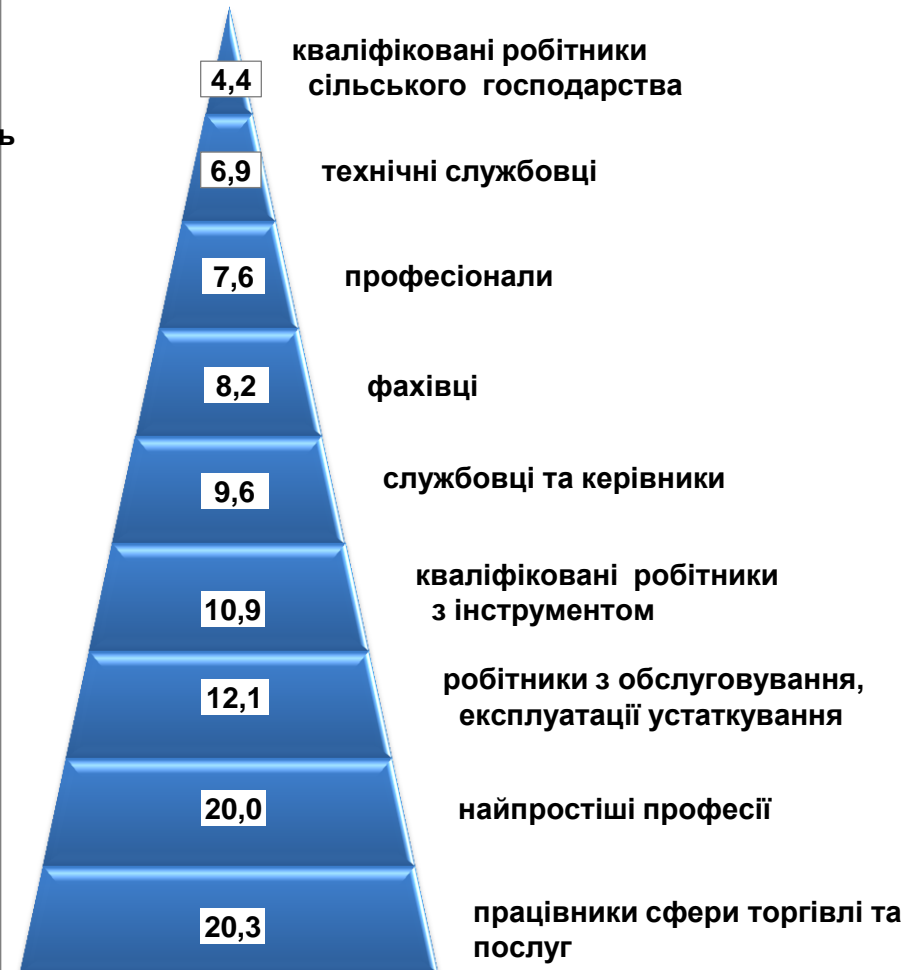 кваліфіковані робітники
4,4
сільського господарства
ь
6,9
технічні службовці
7,6
професіонали
8,2
фахівці
9,6
службовці та керівники
кваліфіковані робітники
10,9
з інструментом
робітники з обслуговування,
12,1
експлуатації устаткування
20,0
найпростіші професії
20,3
працівники сфери торгівлі та
послуг